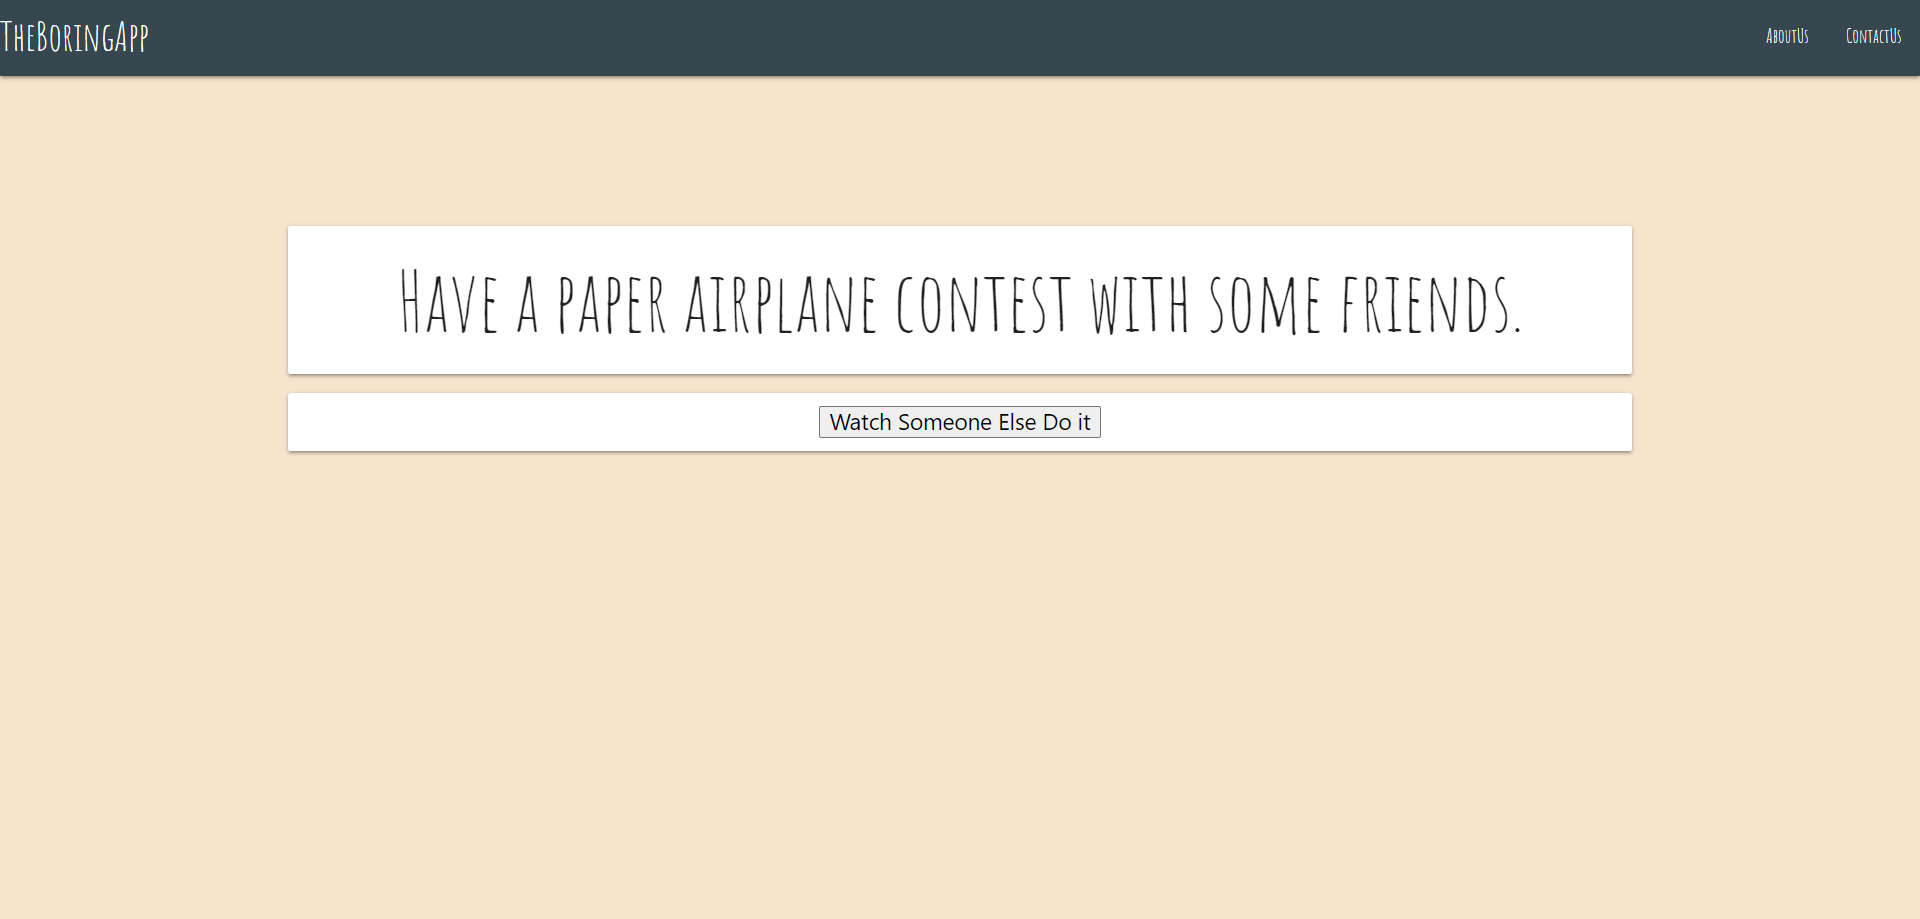 TheBoringApp
AboutUs
ContactUs
Have a paper airplane contest with some friends.
Watch Someone Else Do it